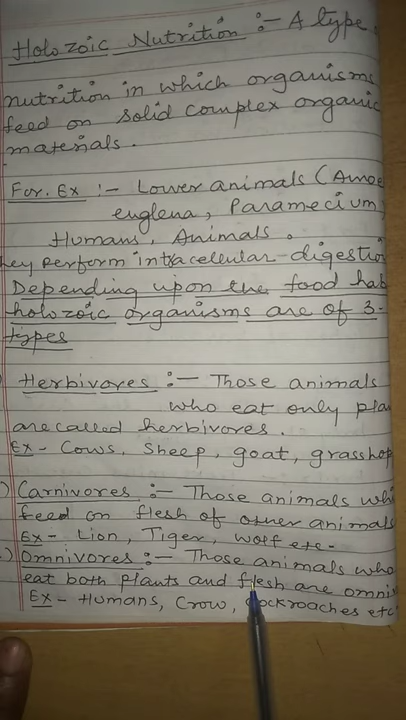 Holozoic Nutrition :- A type
nutrition in which organisms
feed on solid complex organic
materials.
For. Ex :- Lower animals (Amoe
euglena, Paramecium,
Humans, Animals.
hey perform intracellular digestion
Depending upon the food hab
holozoic organisms are of 3-
types
Herbivores :- Those animals
who eat only pla
are called herbivores.
Ex - Cows, Sheep, goat, grasshop
) Carnivores :- Those animals whi
feed on flesh of other animals
Ex - Lion, Tiger, wolf etc-
.) Omnivores :- Those animals who
eat both plants and flesh are omni
Ex - Humans, Crow, Cockroaches etc